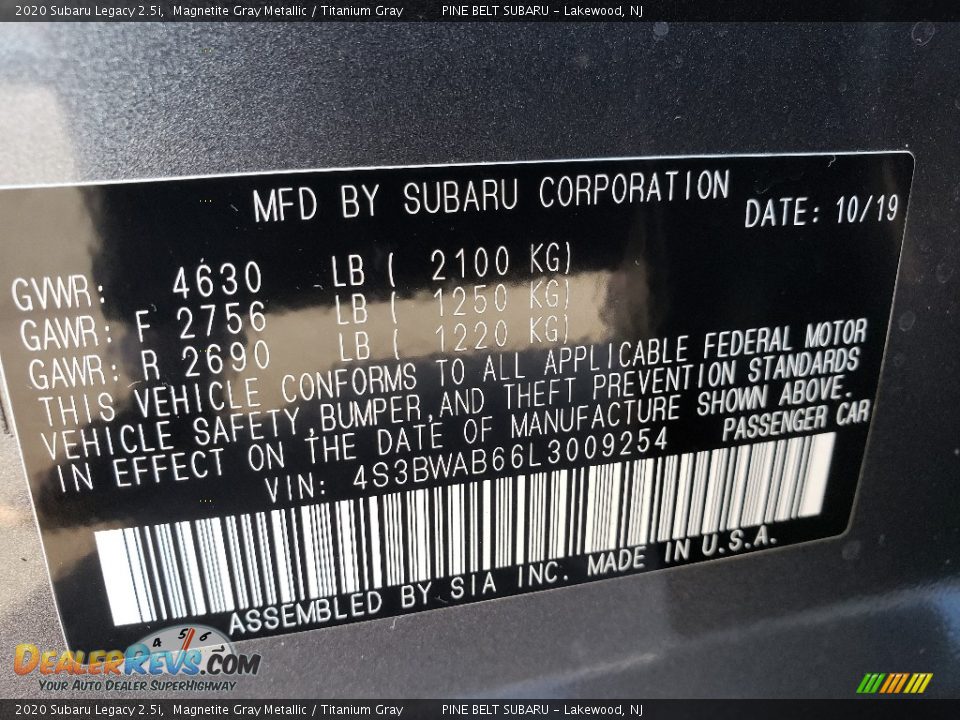 2020 Subaru Legacy 2.5i, Magnetite Gray Metallic / Titanium Gray PINE BELT SUBARU - Lakewood, NJ
MFD BY SUBARU CORPORATION DATE: 10/19
GVWR: 4630 LB ( 2100 KG)
GAWR: F 2756 LB ( 1250 KG)
GAWR: R 2690 LB ( 1220 KG)
THIS VEHICLE CONFORMS TO ALL APPLICABLE FEDERAL MOTOR
VEHICLE SAFETY, BUMPER, AND THEFT PREVENTION STANDARDS
IN EFFECT ON THE DATE OF MANUFACTURE SHOWN ABOVE.
VIN: 4S3BWAB66L3009254 PASSENGER CAR
ASSEMBLED BY SIA INC. MADE IN U.S.A.
4 5 6
DEALERREVS.COM
YOUR AUTO DEALER SUPERHIGHWAY
2020 Subaru Legacy 2.5i, Magnetite Gray Metallic / Titanium Gray PINE BELT SUBARU - Lakewood, NJ